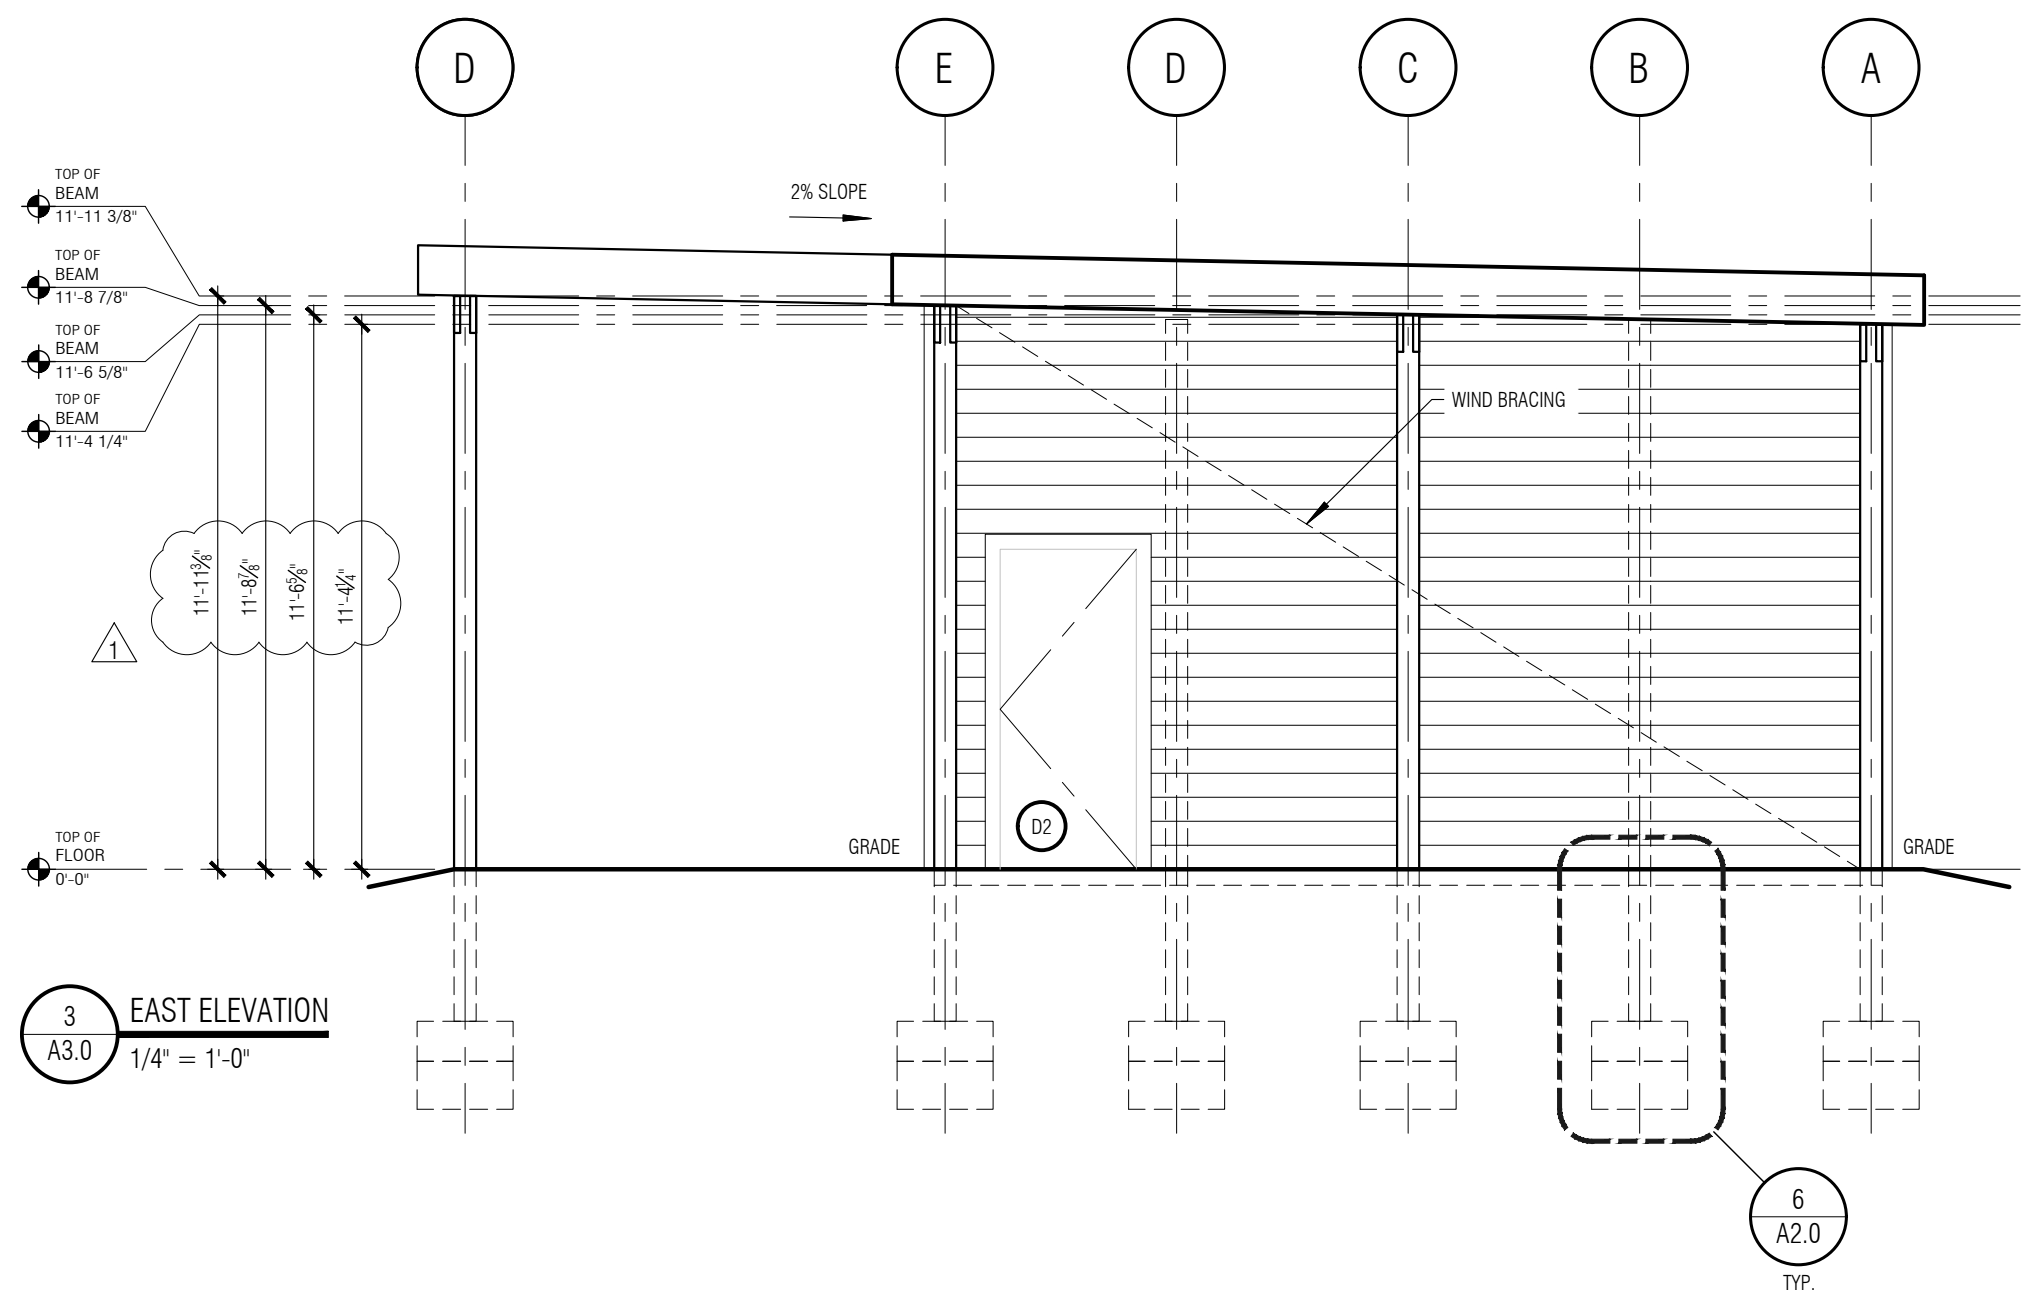 D
E
D
C
B
A
TOP OF
BEAM
11'-11 3/8"
2% SLOPE
TOP OF
BEAM
11'-8 7/8"
TOP OF
BEAM
11'-6 5/8"
TOP OF
BEAM
11'-4 1/4"
WIND BRACING
11'-11⅜"
11'-8⅞"
11'-6⅝"
11'-4¼"
1
D2
GRADE
GRADE
TOP OF
FLOOR
0'-0"
3
A3.0
EAST ELEVATION
1/4" = 1'-0"
6
A2.0
TYP.